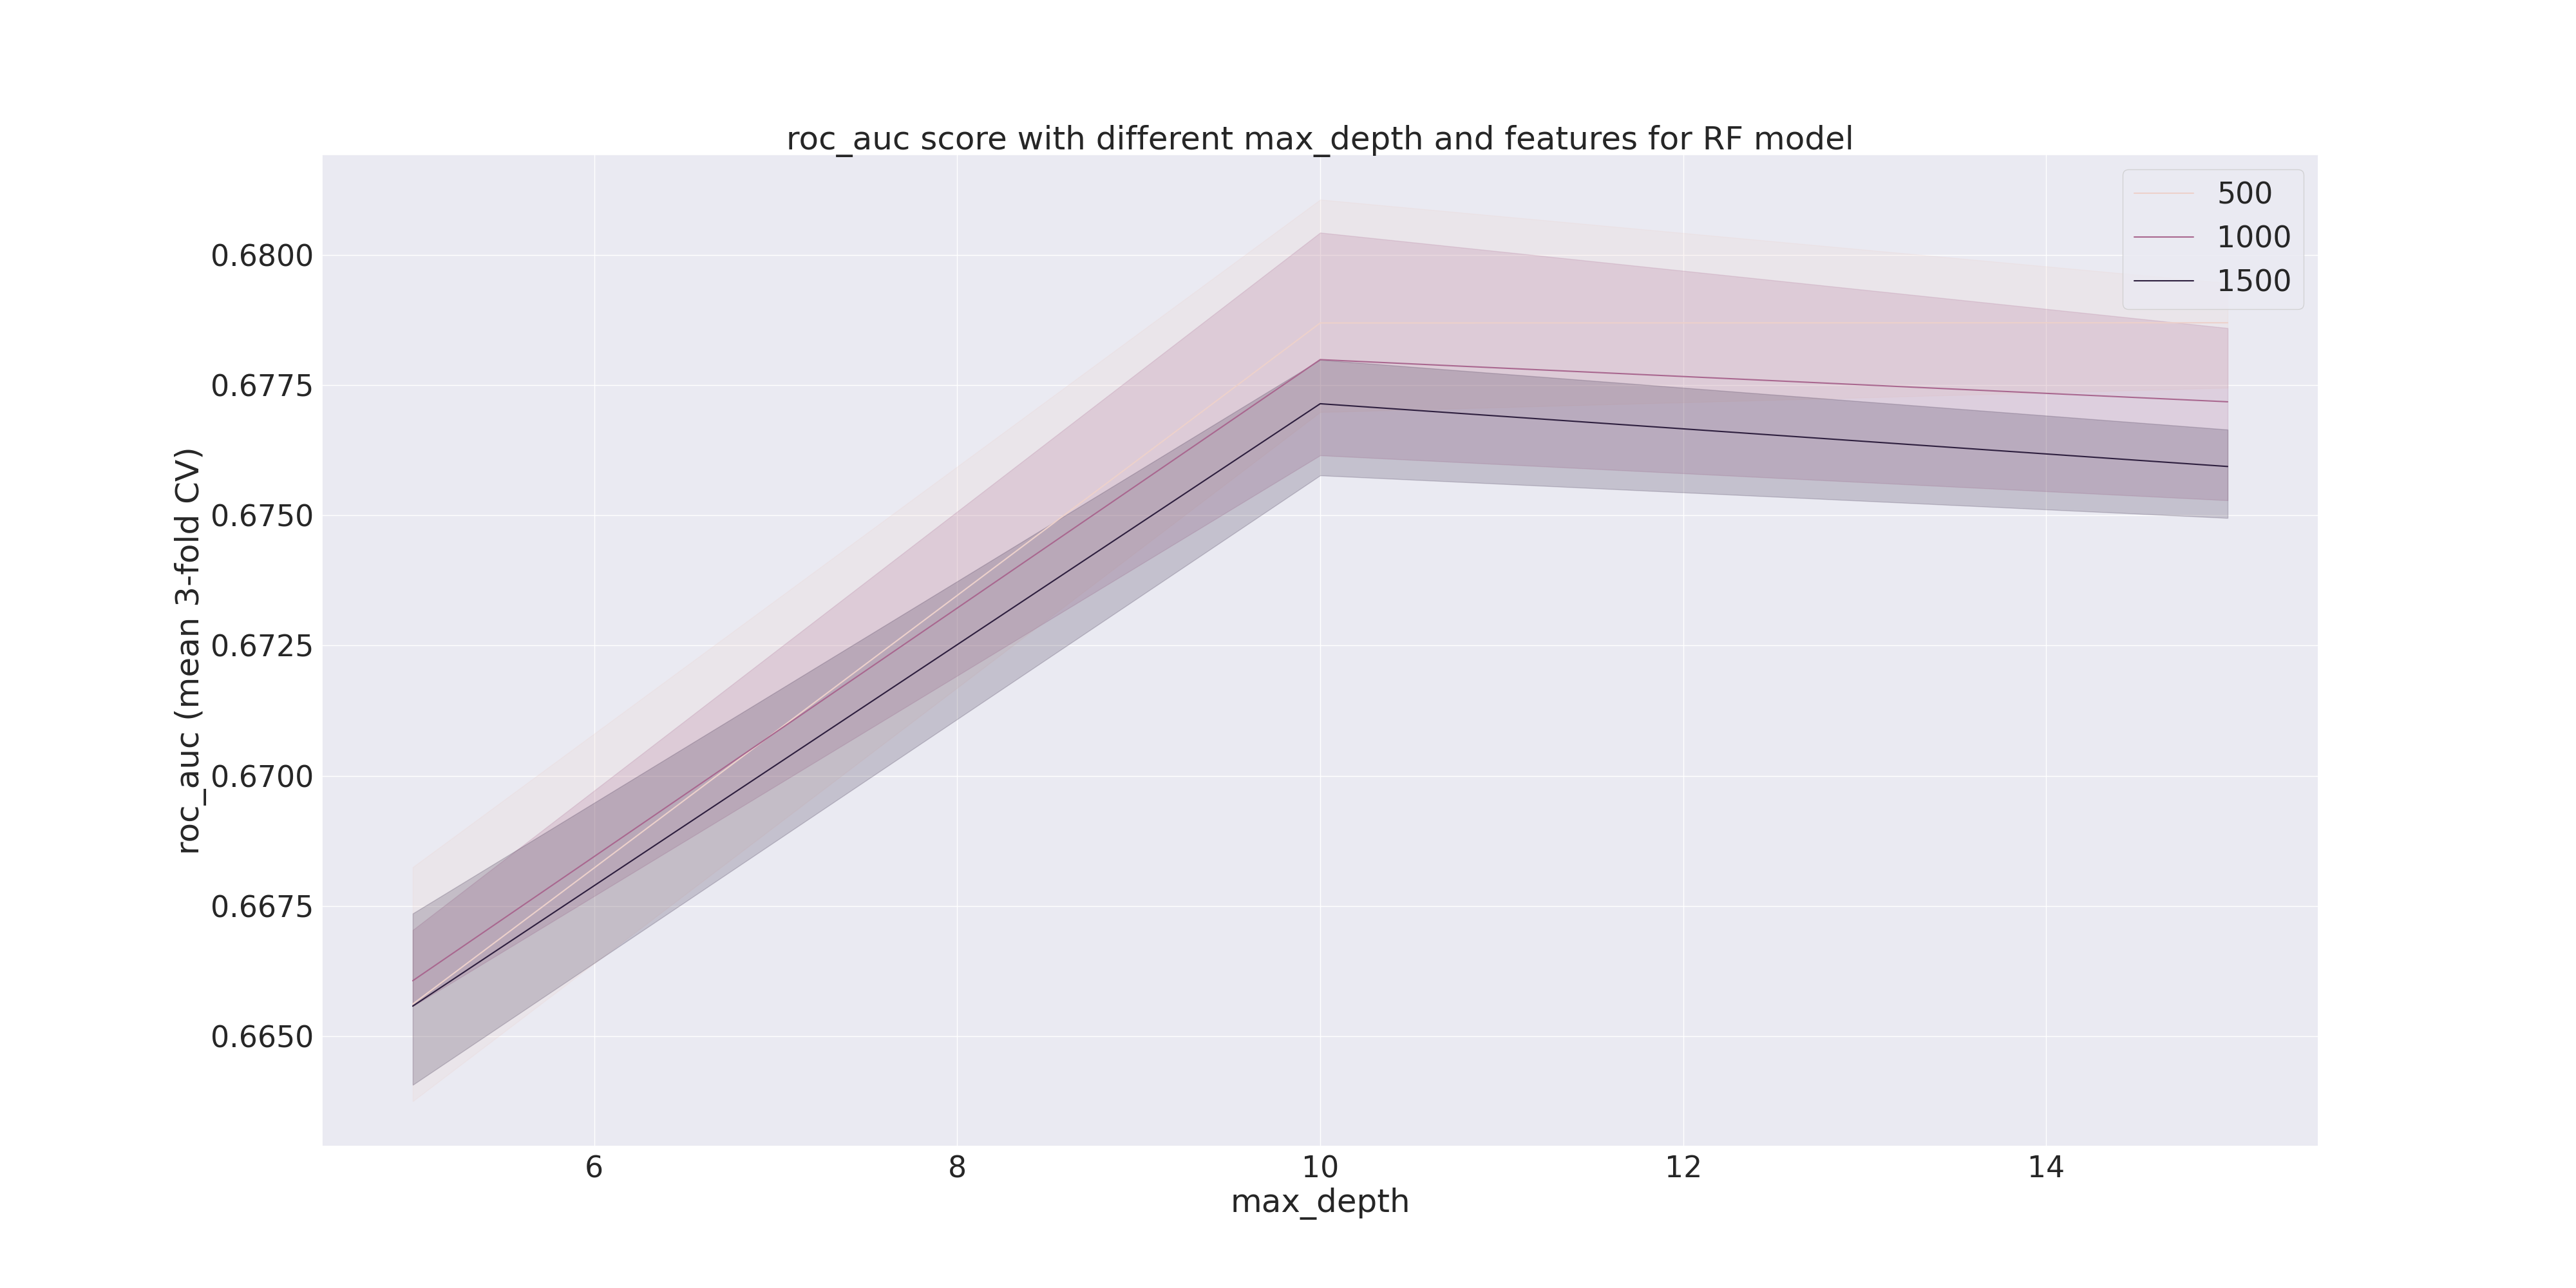 roc_auc score with different max_depth and features for RF model
500
1000
1500
roc_auc (mean 3-fold CV)
0.6800
0.6775
0.6750
0.6725
0.6700
0.6675
0.6650
6 8 10 12 14
max_depth